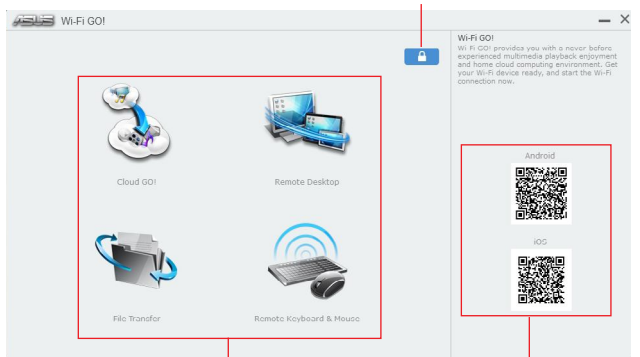 ASUS Wi-Fi GO!
Wi-Fi GO!
Wi Fi GO! provides you with a never before
experienced multimedia playback enjoyment
and home cloud computing environment. Get
your Wi-Fi device ready, and start the Wi-Fi
connection now.
Cloud GO!
Remote Desktop
File Transfer
Remote Keyboard & Mouse
Android
iOS